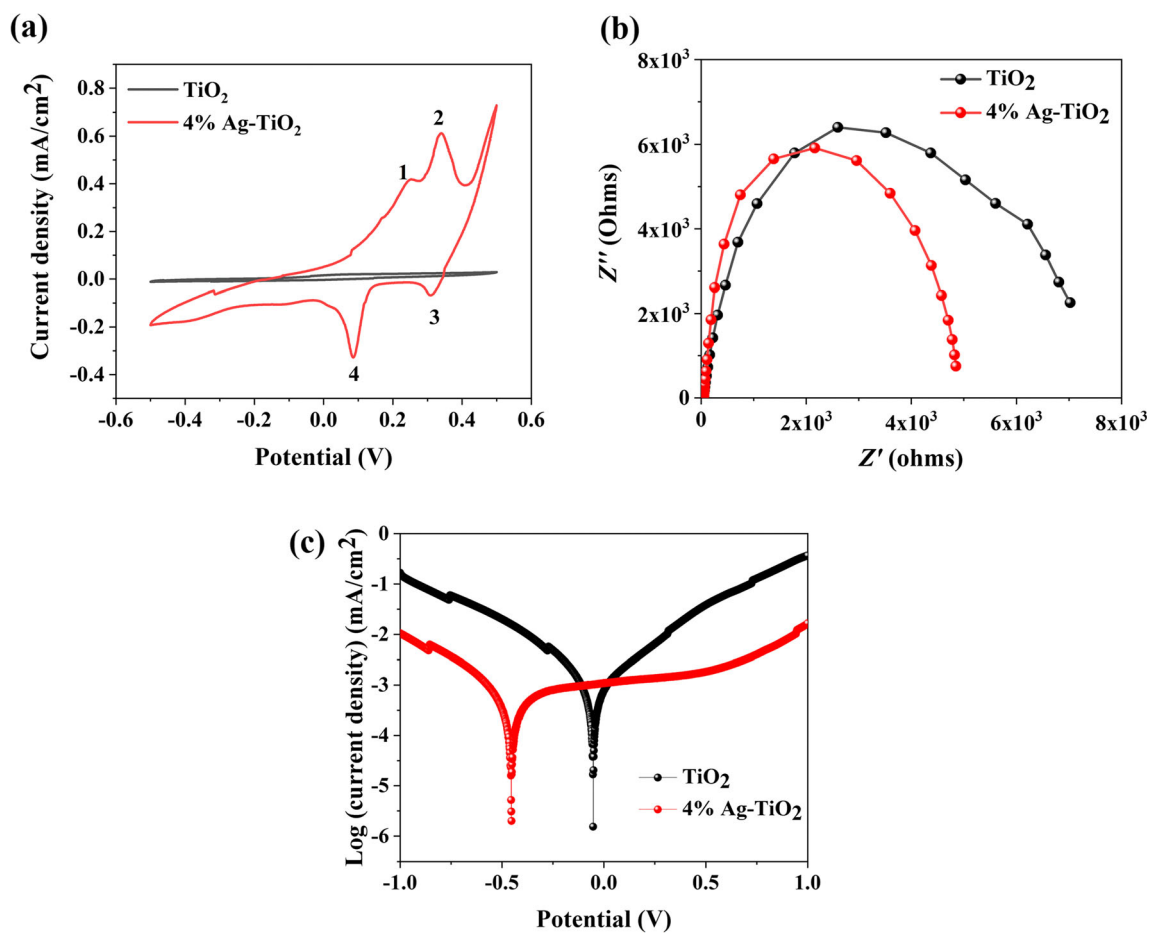 (a)
Current density (mA/cm²)
0.8
0.6
0.4
0.2
0.0
-0.2
-0.4
TiO₂
4% Ag-TiO₂
1
2
3
4
-0.6
-0.4
-0.2
0.0
0.2
0.4
0.6
Potential (V)
(b)
Z'' (Ohms)
8x10³
6x10³
4x10³
2x10³
0
TiO₂
4% Ag-TiO₂
0
2x10³
4x10³
6x10³
8x10³
Z' (ohms)
(c)
Log (current density) (mA/cm²)
0
-1
-2
-3
-4
-5
-6
TiO₂
4% Ag-TiO₂
-1.0
-0.5
0.0
0.5
1.0
Potential (V)